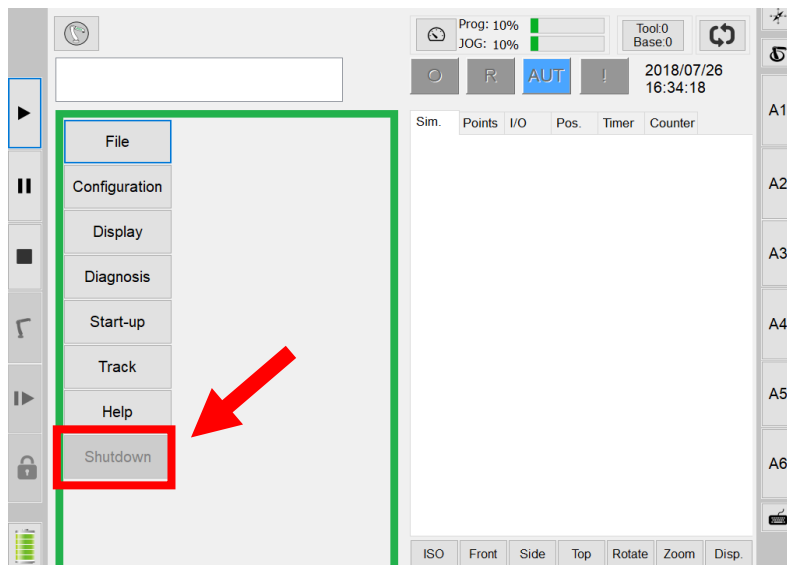 Prog: 10%
JOG: 10%
Tool:0
Base:0
O R AUT !
2018/07/26
16:34:18
Sim. Points I/O Pos. Timer Counter
File
Configuration
Display
Diagnosis
Start-up
Track
Help
Shutdown
A1
A2
A3
A4
A5
A6
ISO Front Side Top Rotate Zoom Disp.